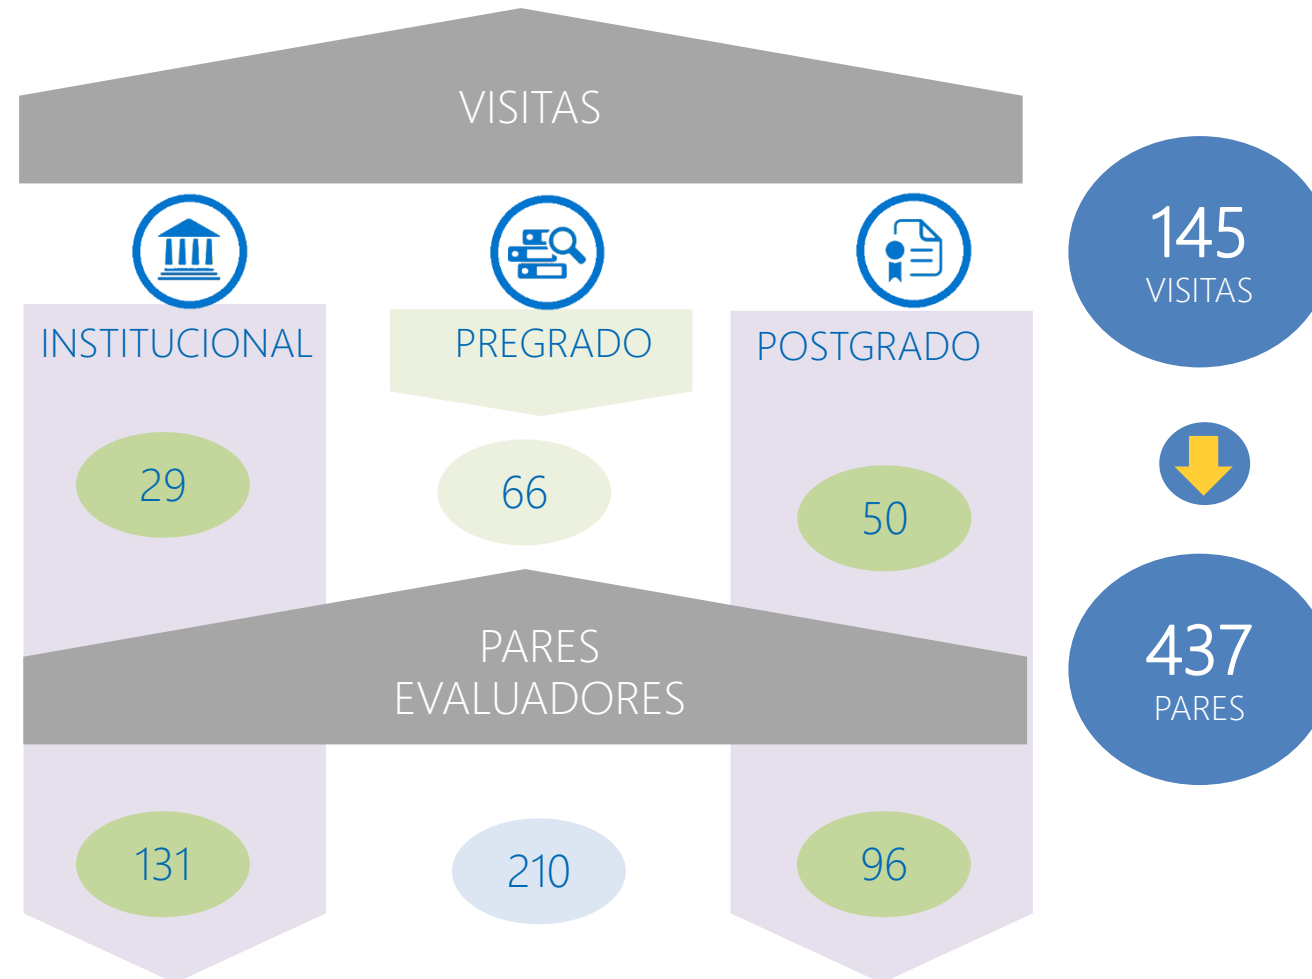 VISITAS
INSTITUCIONAL
PREGRADO
POSTGRADO
29
66
50
PARES
EVALUADORES
131
210
96
145
VISITAS
437
PARES